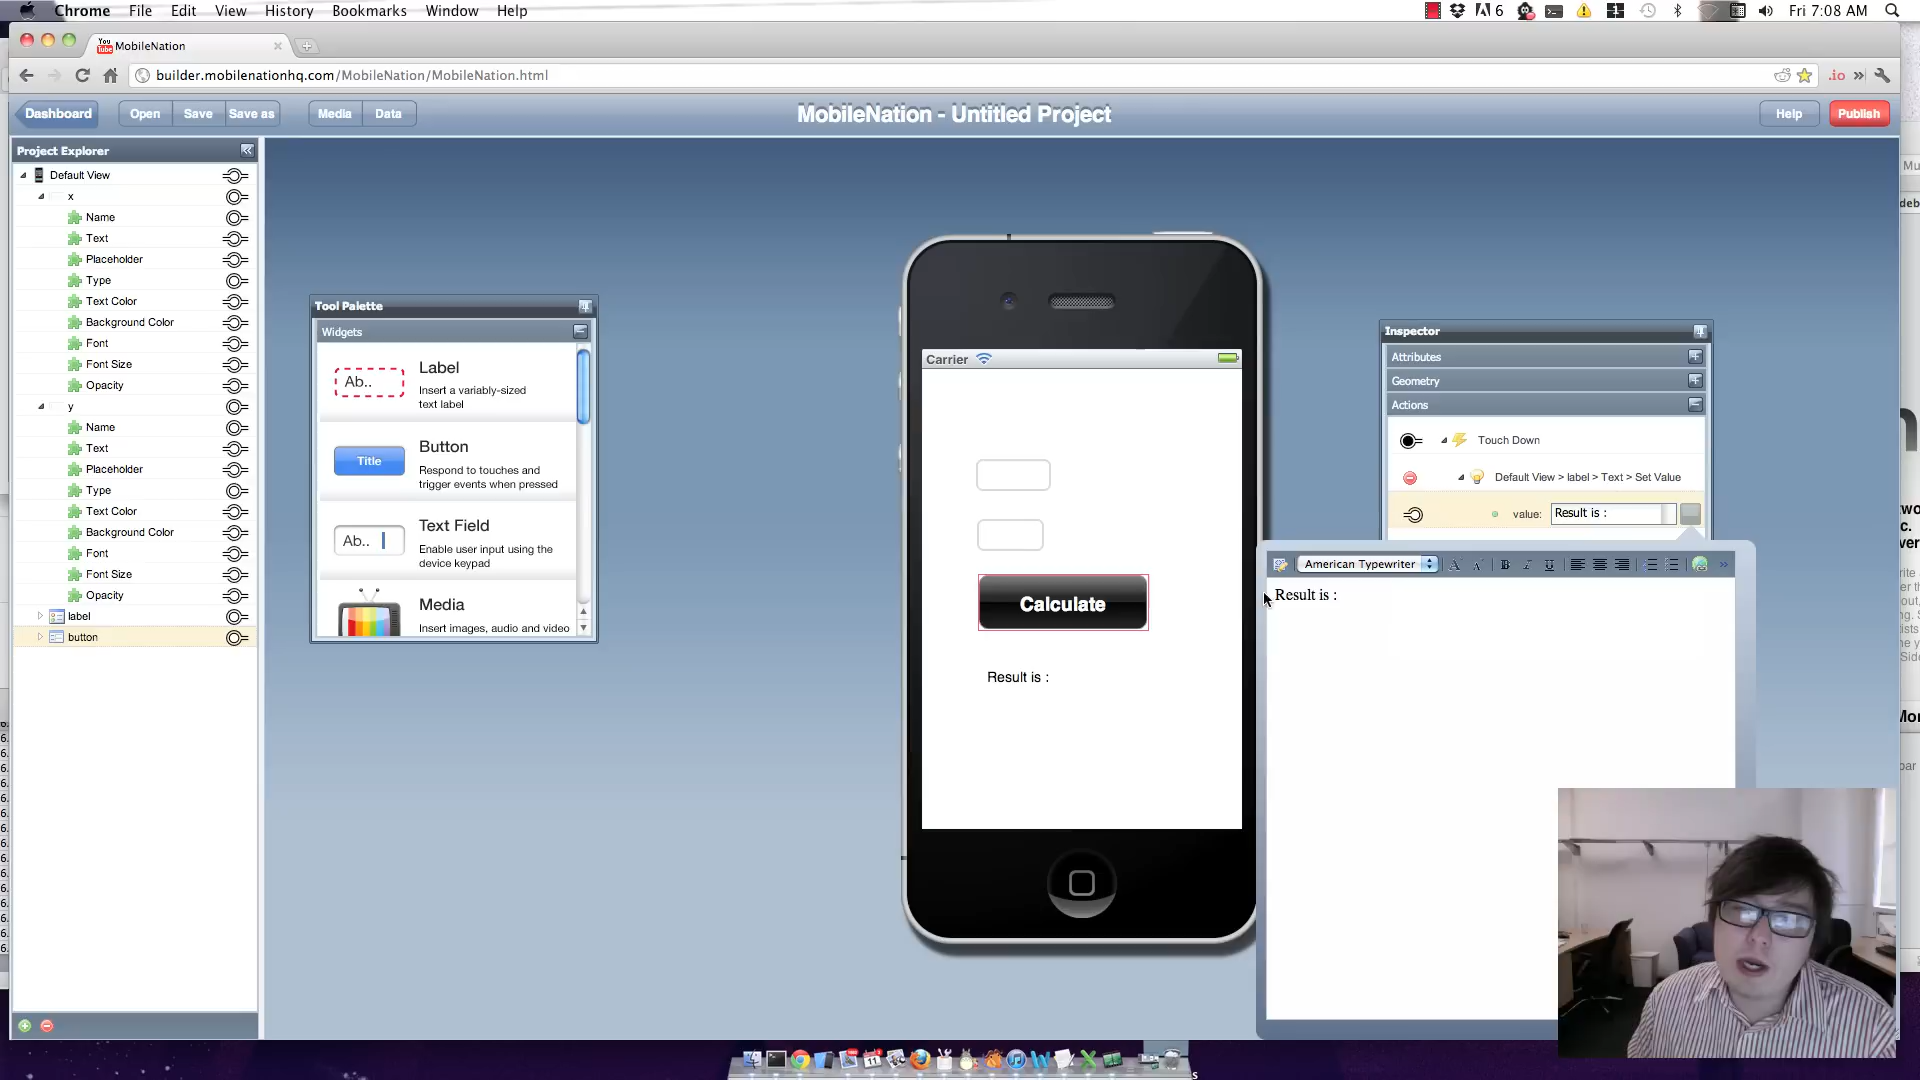 Chrome File Edit View History Bookmarks Window Help
6 1 Fri 7:08 AM
You Tube MobileNation
builder.mobilenationhq.com/MobileNation/MobileNation.html
.io »
Dashboard Open Save Save as Media Data
MobileNation - Untitled Project
Help Publish
Project Explorer
Default View
x
Name
Text
Placeholder
Type
Text Color
Background Color
Font
Font Size
Opacity
y
Name
Text
Placeholder
Type
Text Color
Background Color
Font
Font Size
Opacity
label
button
Tool Palette
Widgets
Ab..
Label
Insert a variably-sized
text label
Title
Button
Respond to touches and
trigger events when pressed
Ab..
Text Field
Enable user input using the
device keypad
Media
Insert images, audio and video
Carrier
Calculate
Result is :
Inspector
Attributes
Geometry
Actions
Touch Down
Default View > label > Text > Set Value
value: Result is :
American Typewriter A A B I U »
Result is :